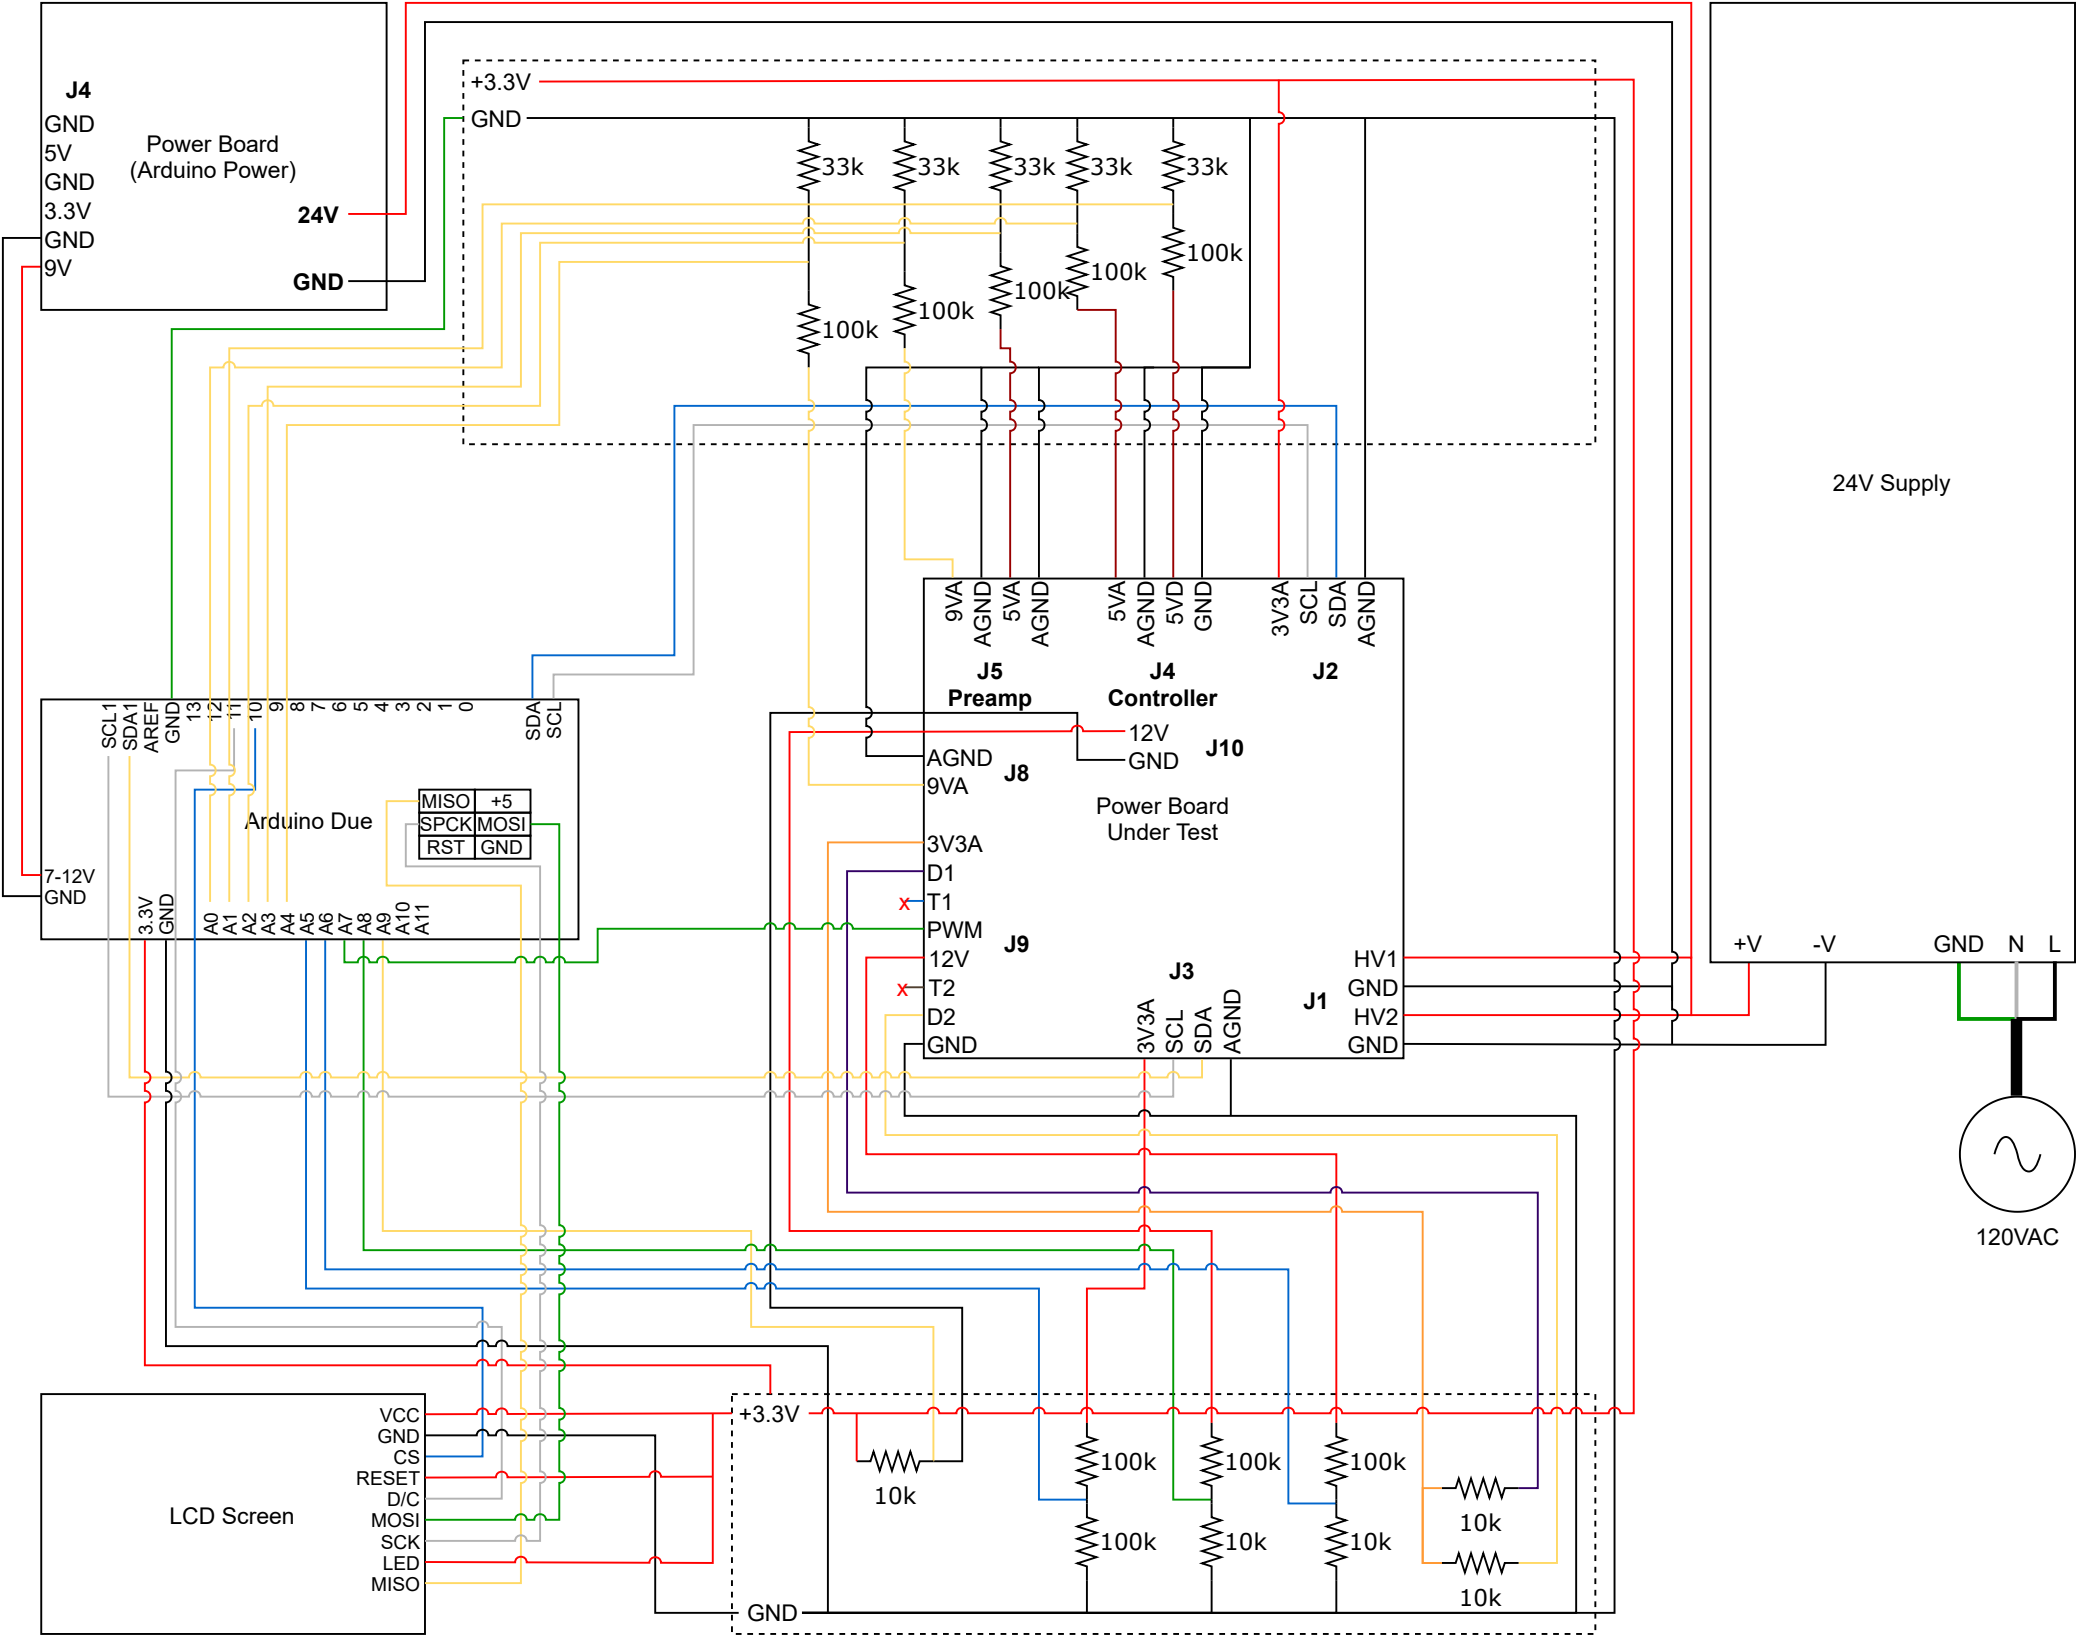 J4
GND
5V
GND
3.3V
GND
9V
Power Board
(Arduino Power)
24V
GND
+3.3V
GND
33k
33k
33k
33k
33k
100k
100k
100k
100k
100k
24V Supply
+V
-V
GND
N
L
120VAC
9VA
AGND
5VA
AGND
5VA
AGND
5VD
GND
3V3A
SCL
SDA
AGND
J5
Preamp
J4
Controller
J2
12V
GND
J10
AGND
9VA
J8
Power Board
Under Test
3V3A
D1
T1
PWM
12V
T2
D2
GND
x
x
J9
J3
3V3A
SCL
SDA
AGND
J1
HV1
GND
HV2
GND
SCL1
SDA1
AREF
GND
13
12
11
10
9
8
7
6
5
4
3
2
1
0
SDA
SCL
Arduino Due
MISO
+5
SPCK
MOSI
RST
GND
7-12V
GND
3.3V
GND
A0
A1
A2
A3
A4
A5
A6
A7
A8
A9
A10
A11
LCD Screen
VCC
GND
CS
RESET
D/C
MOSI
SCK
LED
MISO
+3.3V
10k
100k
100k
100k
100k
10k
10k
10k
10k
GND